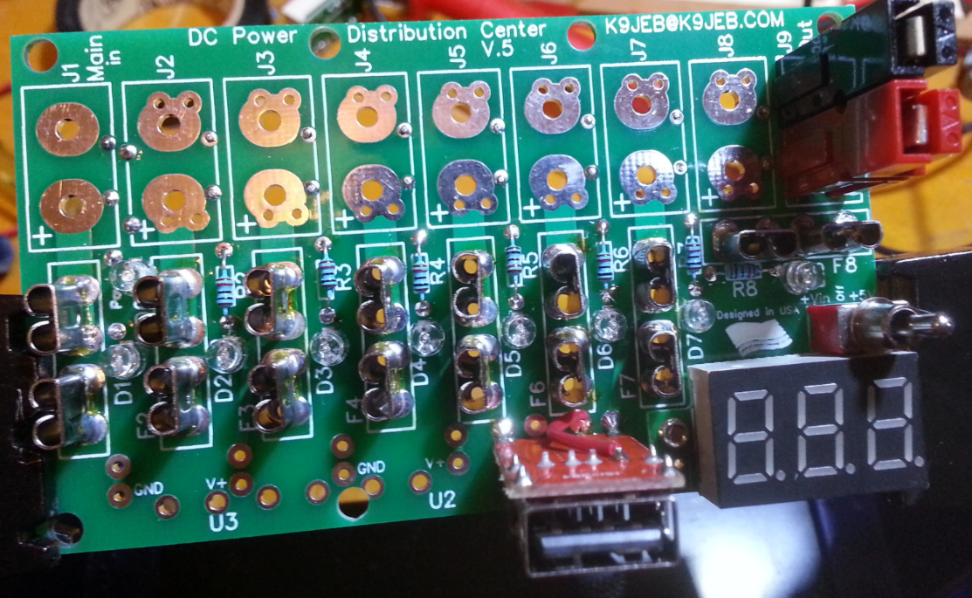 DC Power Distribution Center
V.5
K9JEB@K9JEB.COM
J1
Main
in
J2
J3
J4
J5
J6
J7
J8
J9
+
+
+
+
+
+
+
+
R3
R4
R5
R6
R8
F8
+Vin
Off
+5
Designed in USA
D1
D2
D3
D4
D5
D6
D7
F2
F3
F4
F6
F7
GND
V+
U3
GND
V+
U2